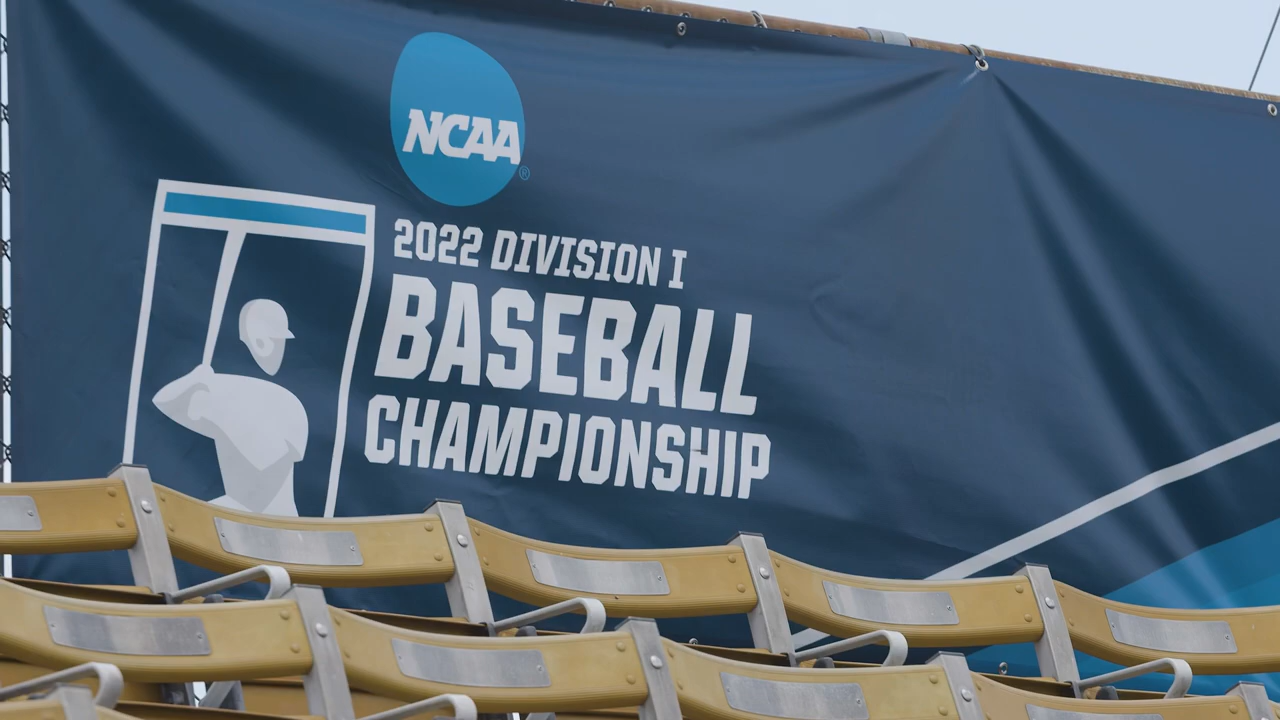 NCAA
®
2022 DIVISION I
BASEBALL
CHAMPIONSHIP